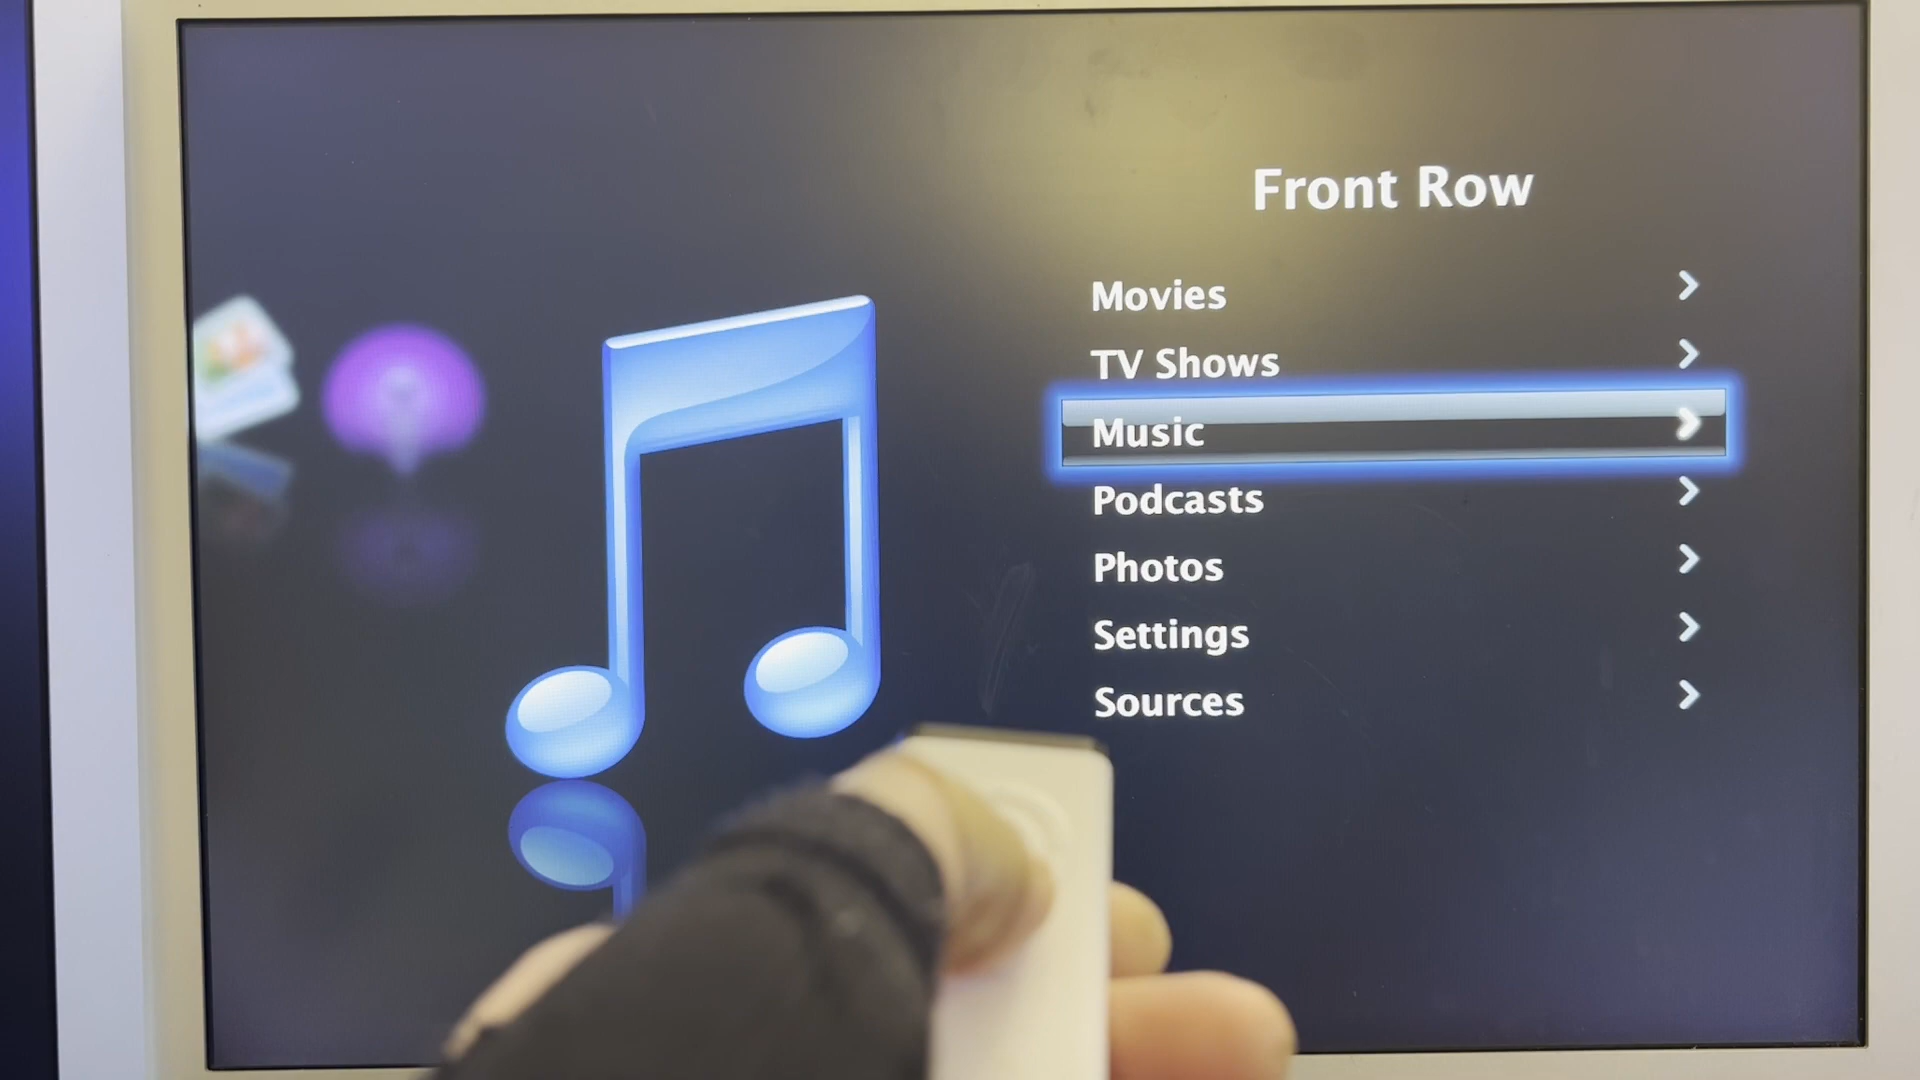 Front Row
Movies
TV Shows
Music
Podcasts
Photos
Settings
Sources